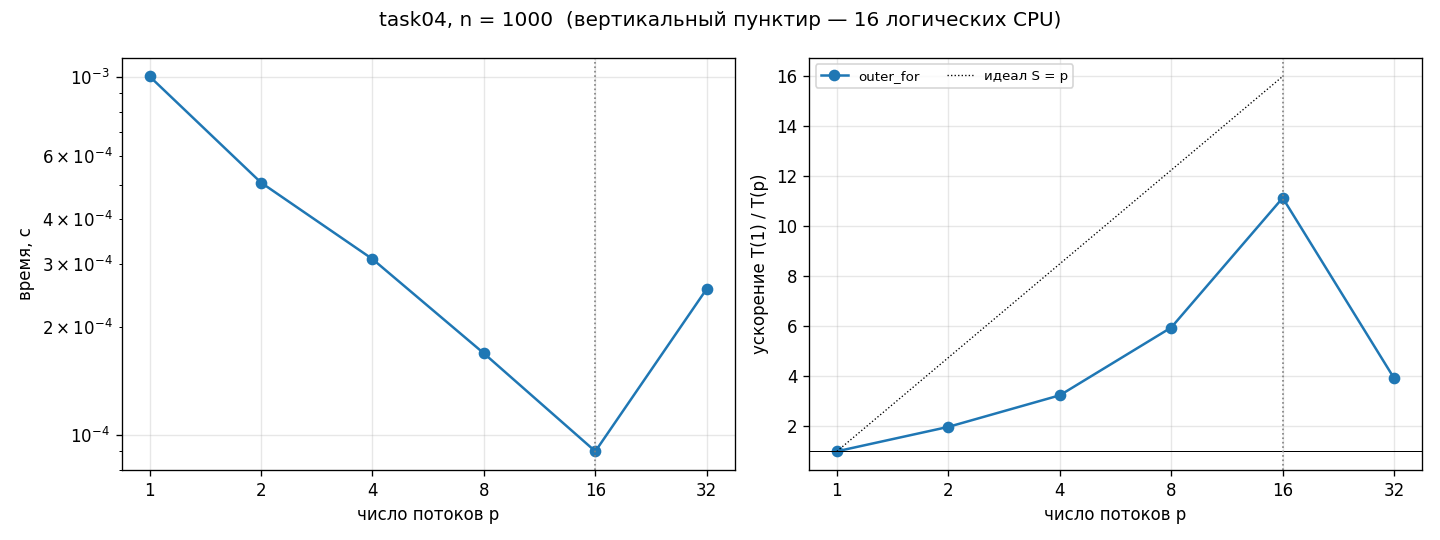 task04, n = 1000  (вертикальный пунктир — 16 логических CPU)
10⁻³
6 × 10⁻⁴
4 × 10⁻⁴
3 × 10⁻⁴
2 × 10⁻⁴
10⁻⁴
время, с
1 2 4 8 16 32
число потоков p
outer_for
идеал S = p
16
14
12
10
8
6
4
2
ускорение T(1) / T(p)
1 2 4 8 16 32
число потоков p